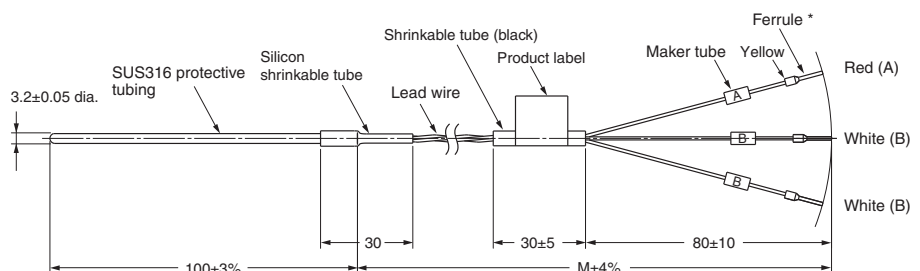 Ferrule *
Shrinkable tube (black)
Maker tube
Yellow
Red (A)
Silicon
shrinkable tube
Product label
SUS316 protective
tubing
Lead wire
3.2±0.05 dia.
A
B
White (B)
B
White (B)
30
30±5
80±10
100±3%
M±4%